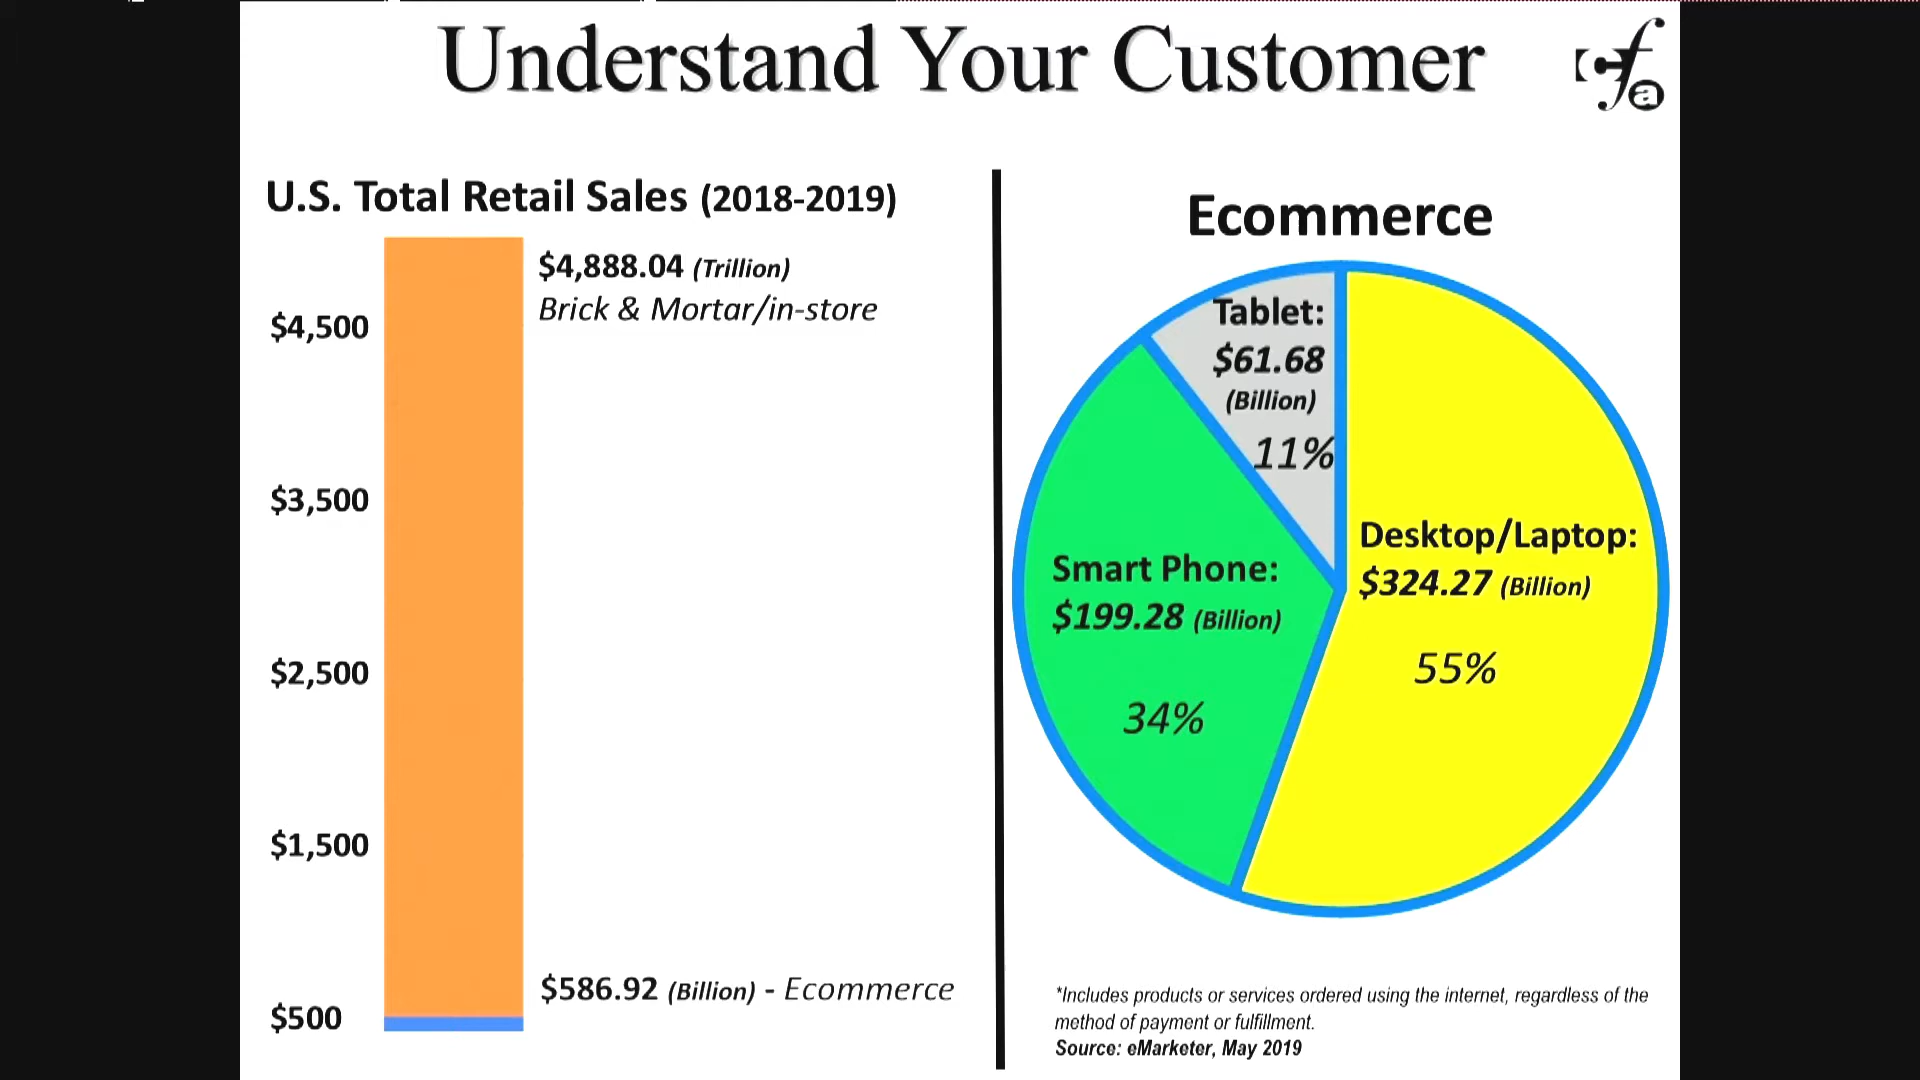 Understand Your Customer
cfa
U.S. Total Retail Sales (2018-2019)
$4,888.04 (Trillion)
Brick & Mortar/in-store
$4,500
$3,500
$2,500
$1,500
$500
$586.92 (Billion) - Ecommerce
Ecommerce
Tablet:
$61.68
(Billion)
11%
Smart Phone:
$199.28 (Billion)
34%
Desktop/Laptop:
$324.27 (Billion)
55%
*Includes products or services ordered using the internet, regardless of the
method of payment or fulfillment.
Source: eMarketer, May 2019